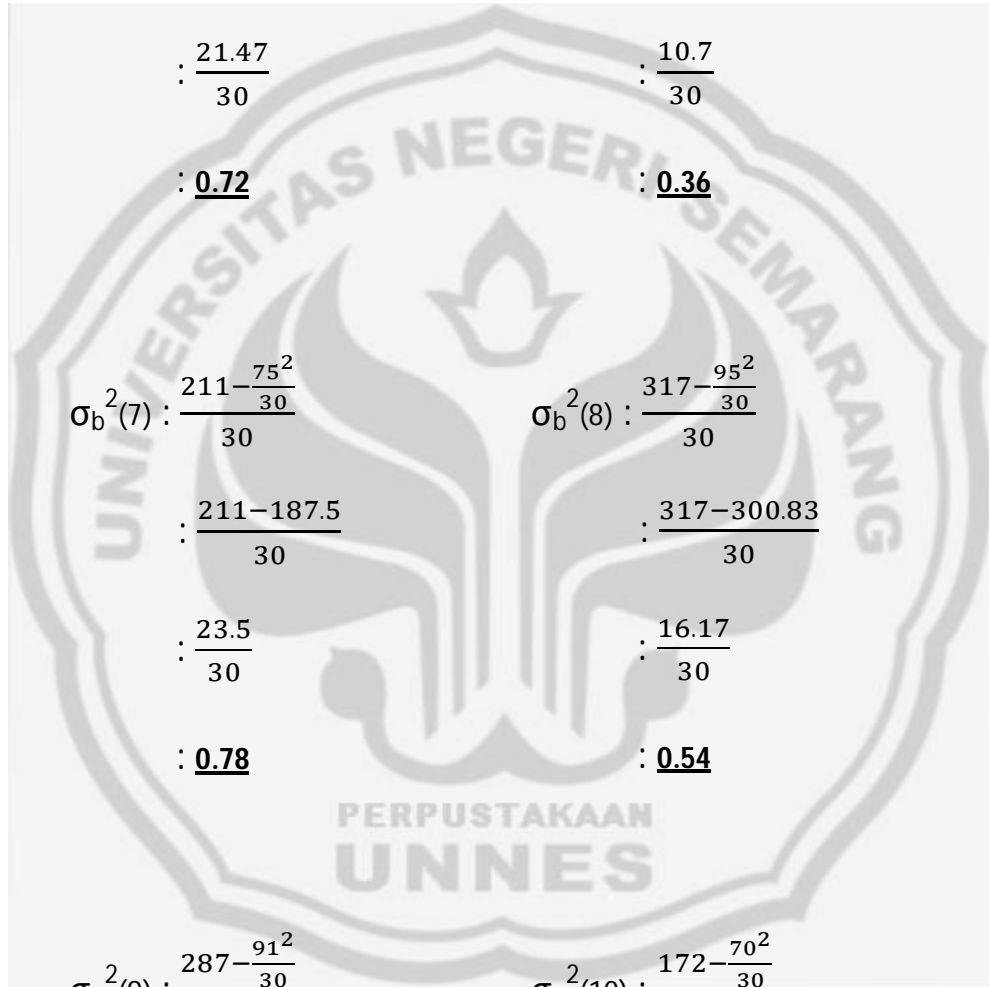 : 21.47/30 : 10.7/30
: 0.72 : 0.36
σb²(7) : (211−75²/30)/30 σb²(8) : (317−95²/30)/30
: (211−187.5)/30 : (317−300.83)/30
: 23.5/30 : 16.17/30
: 0.78 : 0.54
287−91²/30 172−70²/30
UNIVERSITAS NEGERI SEMARANG
PERPUSTAKAAN
UNNES